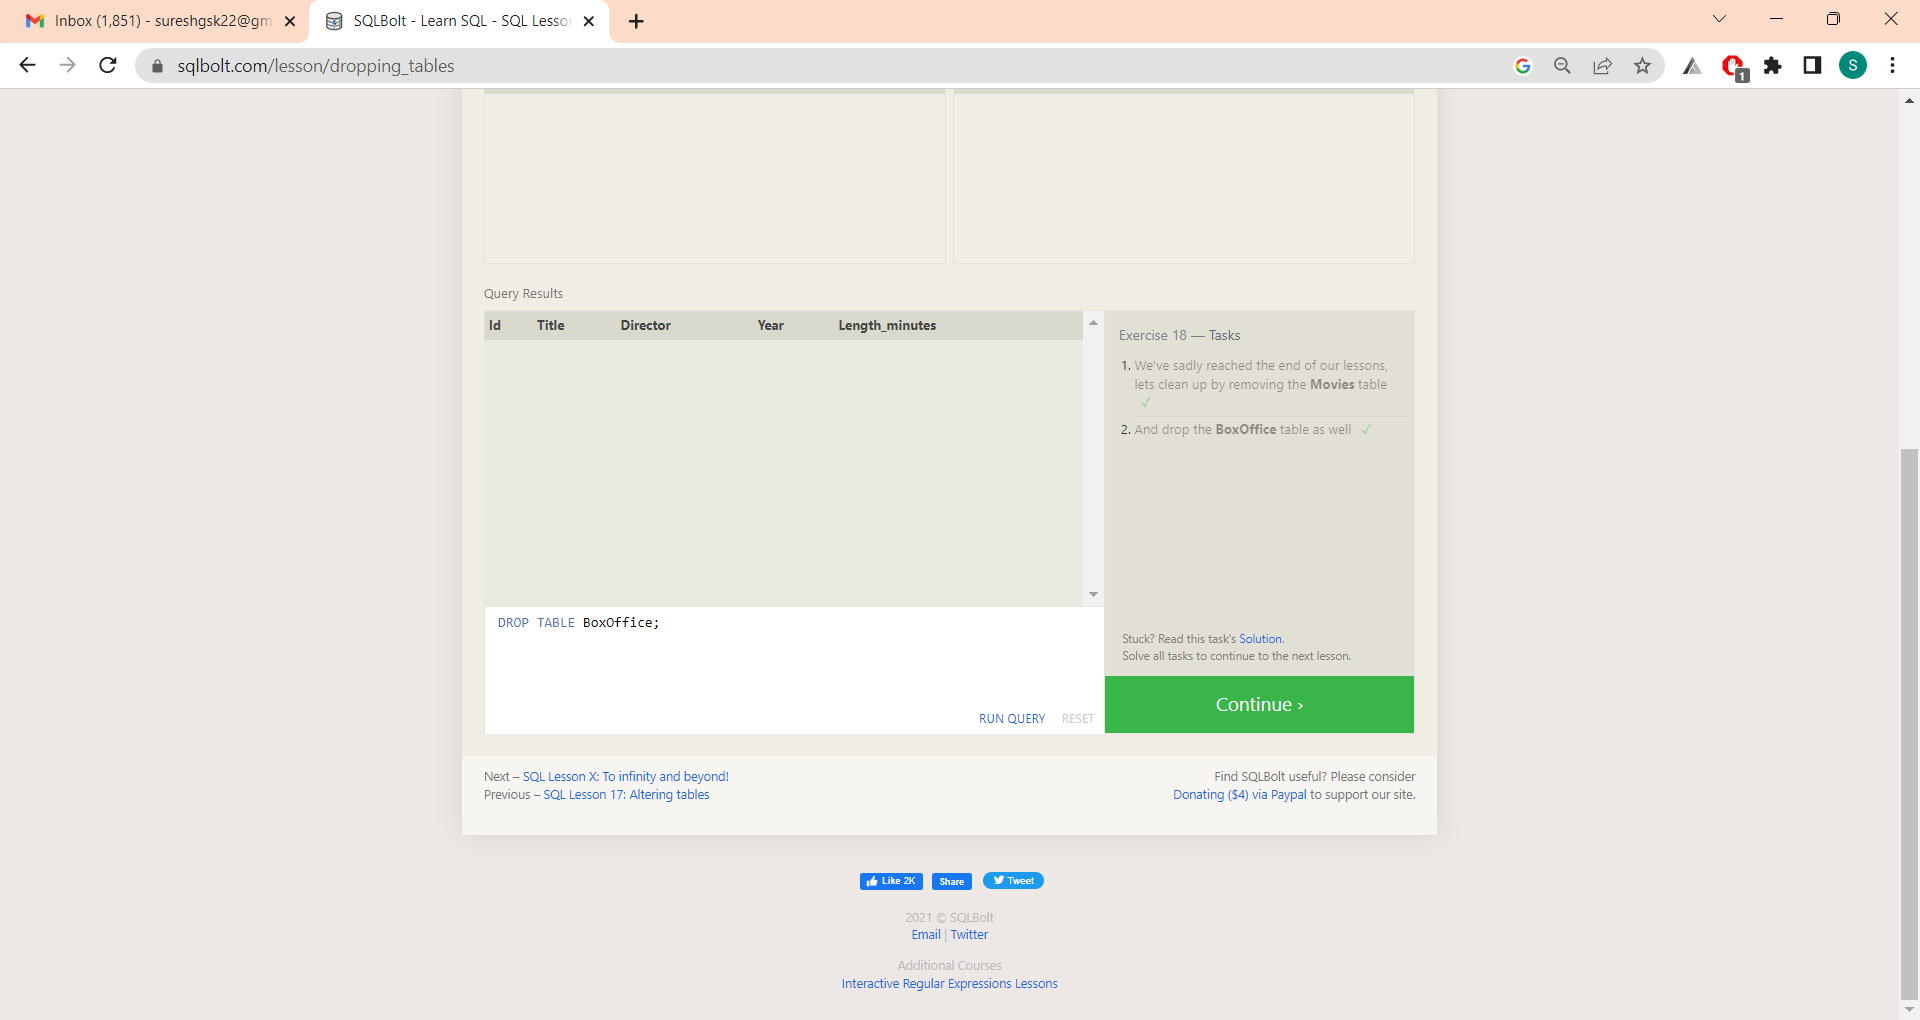 Inbox (1,851) - sureshgsk22@gm
SQLBolt - Learn SQL - SQL Lesso
sqlbolt.com/lesson/dropping_tables
1
S
Query Results
Id Title Director Year Length_minutes
Exercise 18 — Tasks
1. We've sadly reached the end of our lessons,
lets clean up by removing the Movies table
✓
2. And drop the BoxOffice table as well ✓
DROP TABLE BoxOffice;
Stuck? Read this task's Solution.
Solve all tasks to continue to the next lesson.
RUN QUERY RESET
Continue ›
Next – SQL Lesson X: To infinity and beyond!
Previous – SQL Lesson 17: Altering tables
Find SQLBolt useful? Please consider
Donating ($4) via Paypal to support our site.
Like 2K Share Tweet
2021 © SQLBolt
Email | Twitter
Additional Courses
Interactive Regular Expressions Lessons